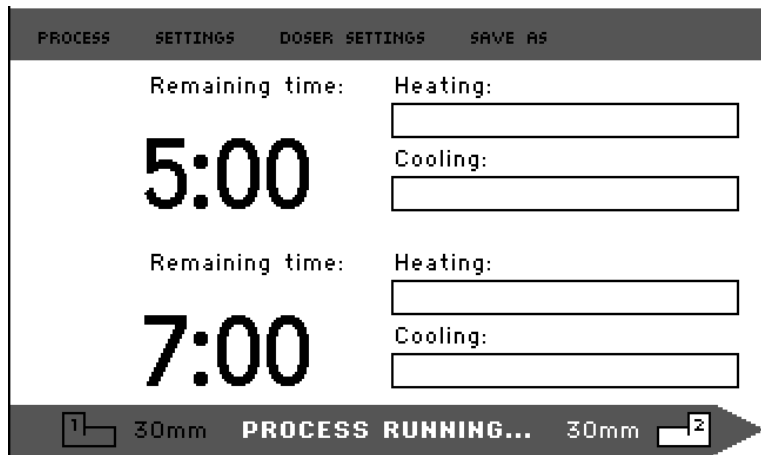 PROCESS SETTINGS DOSER SETTINGS SAVE AS
Remaining time: Heating:
5:00
Cooling:
Remaining time: Heating:
7:00
Cooling:
1 30mm PROCESS RUNNING... 30mm 2